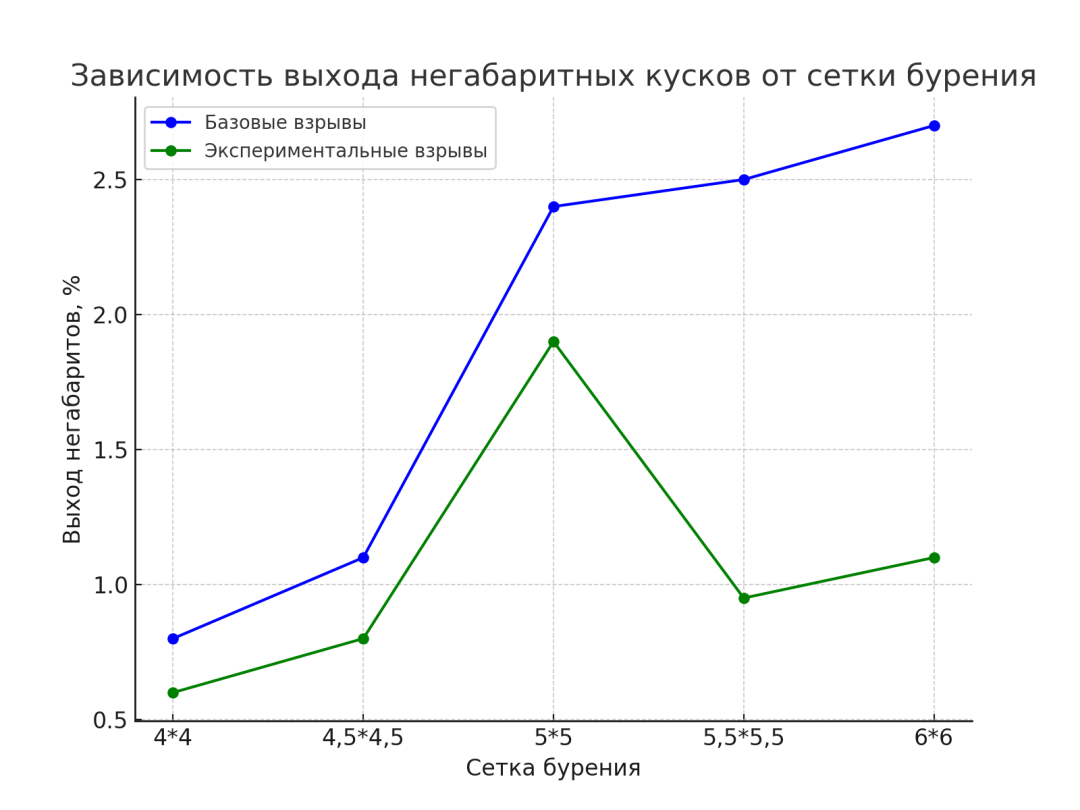 Зависимость выхода негабаритных кусков от сетки бурения
Базовые взрывы
Экспериментальные взрывы
2.5
2.0
1.5
1.0
0.5
Выход негабаритов, %
4*4 4,5*4,5 5*5 5,5*5,5 6*6
Сетка бурения